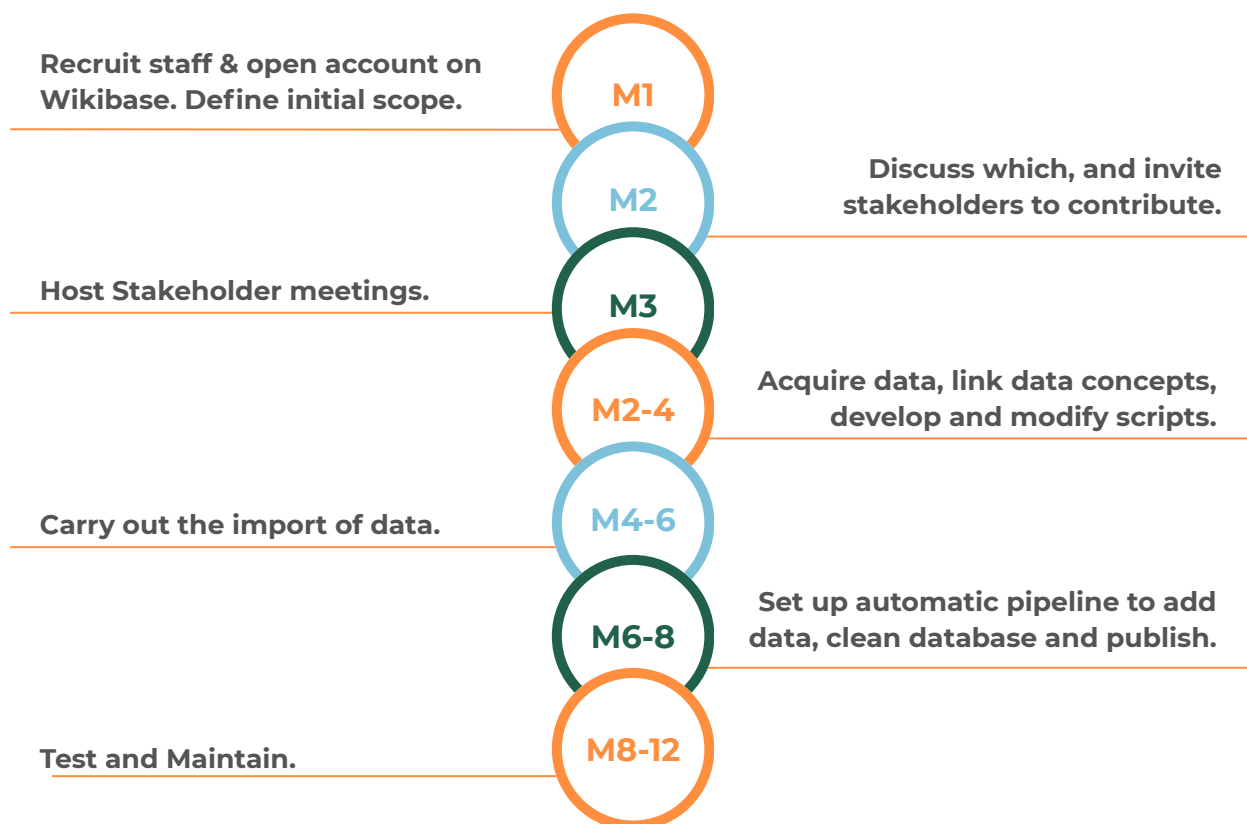 Recruit staff & open account on
Wikibase. Define initial scope.
M1
M2
Discuss which, and invite
stakeholders to contribute.
Host Stakeholder meetings.
M3
M2-4
Acquire data, link data concepts,
develop and modify scripts.
Carry out the import of data.
M4-6
M6-8
Set up automatic pipeline to add
data, clean database and publish.
Test and Maintain.
M8-12